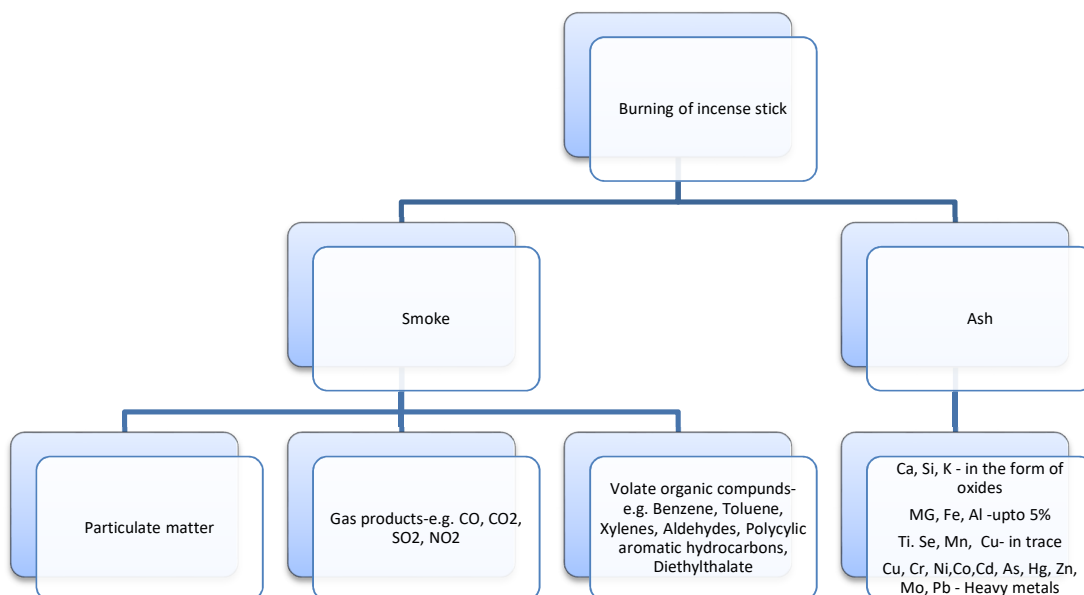 Burning of incense stick
Smoke
Ash
Particulate matter
Gas products-e.g. CO, CO2,
SO2, NO2
Volate organic compunds-
e.g. Benzene, Toluene,
Xylenes, Aldehydes, Polycylic
aromatic hydrocarbons,
Diethylthalate
Ca, Si, K - in the form of
oxides
MG, Fe, Al -upto 5%
Ti. Se, Mn,  Cu- in trace
Cu, Cr, Ni,Co,Cd, As, Hg, Zn,
Mo, Pb - Heavy metals